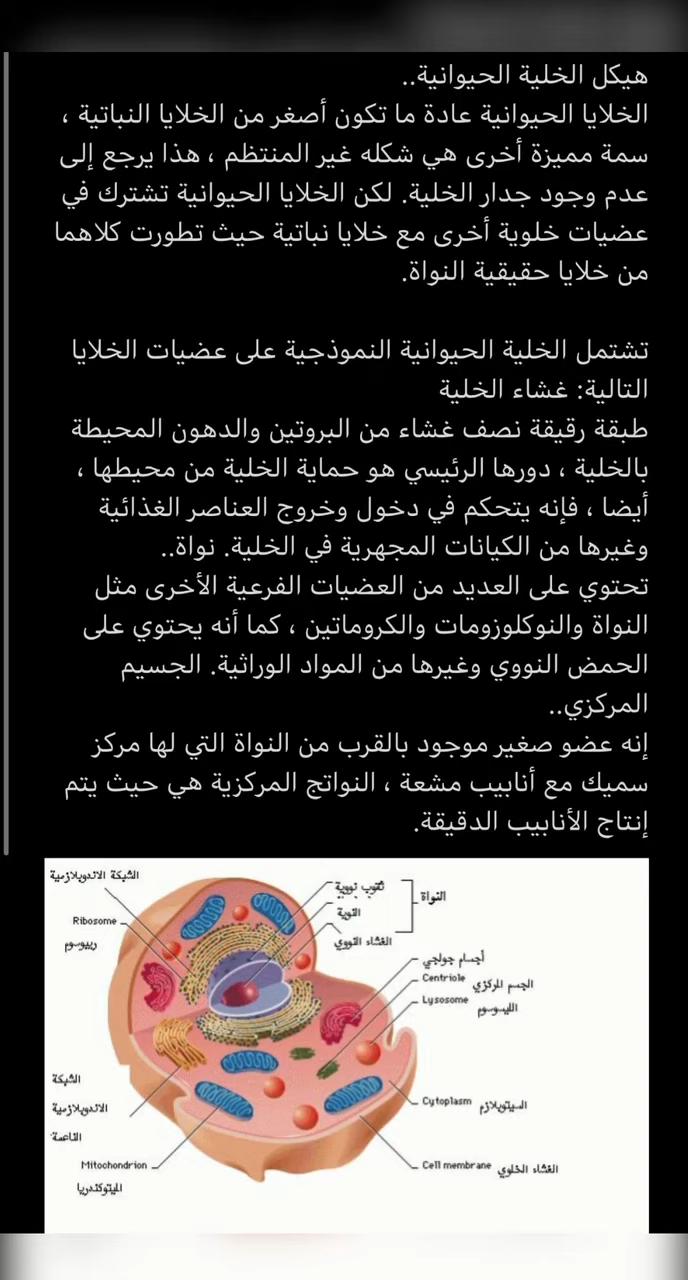 هيكل الخلية الحيوانية..
الخلايا الحيوانية عادة ما تكون أصغر من الخلايا النباتية ،
سمة مميزة أخرى هي شكله غير المنتظم ، هذا يرجع إلى
عدم وجود جدار الخلية. لكن الخلايا الحيوانية تشترك في
عضيات خلوية أخرى مع خلايا نباتية حيث تطورت كلاهما
من خلايا حقيقية النواة.
تشتمل الخلية الحيوانية النموذجية على عضيات الخلايا
التالية: غشاء الخلية
طبقة رقيقة نصف غشاء من البروتين والدهون المحيطة
بالخلية ، دورها الرئيسي هو حماية الخلية من محيطها ،
أيضا ، فإنه يتحكم في دخول وخروج العناصر الغذائية
وغيرها من الكيانات المجهرية في الخلية. نواة..
تحتوي على العديد من العضيات الفرعية الأخرى مثل
النواة والنوكلوزومات والكروماتين ، كما أنه يحتوي على
الحمض النووي وغيرها من المواد الوراثية. الجسيم
المركزي..
إنه عضو صغير موجود بالقرب من النواة التي لها مركز
سميك مع أنابيب مشعة ، النواتج المركزية هي حيث يتم
إنتاج الأنابيب الدقيقة.
الشبكة الاندوبلازمية
Ribosome
ريبوسوم
ثقوب نووية
النوية
الغشاء النووي
النواة
أجسام جولجي
Centriole الجسم المركزي
Lysosome الليسوسوم
الشبكة
الاندوبلازمية
الناعمة
Cytoplasm السيتوبلازم
Mitochondrion
الميتوكندريا
Cell membrane الغشاء الخلوي